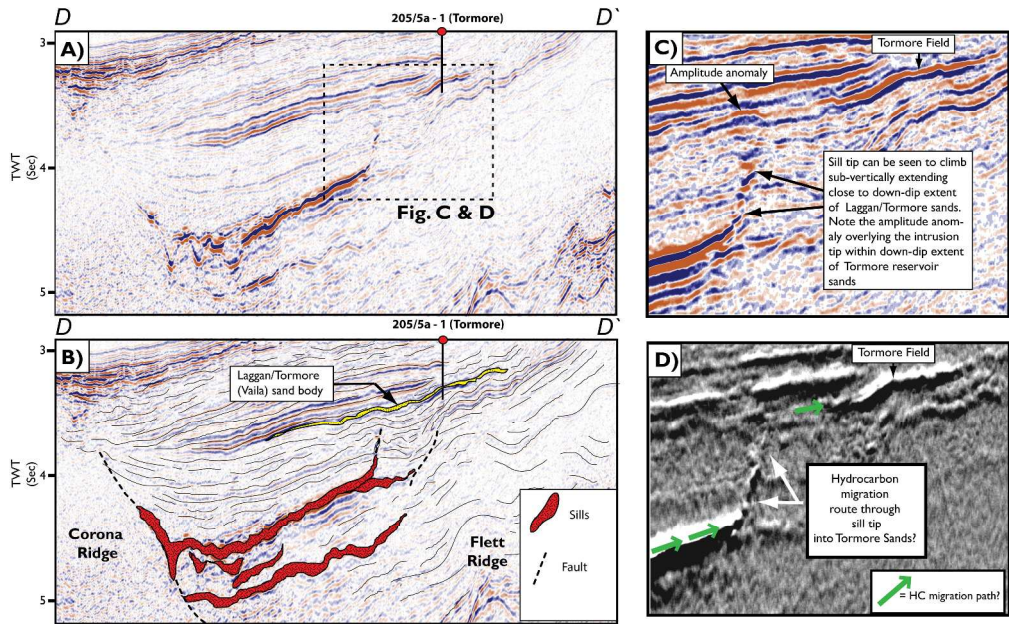 D
205/5a - 1 (Tormore)
D`
A)
3
4
5
TWT
(Sec)
Fig. C & D
C)
Tormore Field
Amplitude anomaly
Sill tip can be seen to climb
sub-vertically extending
close to down-dip extent
of Laggan/Tormore sands.
Note the amplitude anom-
aly overlying the intrusion
tip within down-dip extent
of Tormore reservoir
sands
D
205/5a - 1 (Tormore)
D`
B)
3
4
5
TWT
(Sec)
Laggan/Tormore
(Vaila) sand body
Corona
Ridge
Flett
Ridge
Sills
Fault
D)
Tormore Field
Hydrocarbon
migration
route through
sill tip
into Tormore Sands?
= HC migration path?